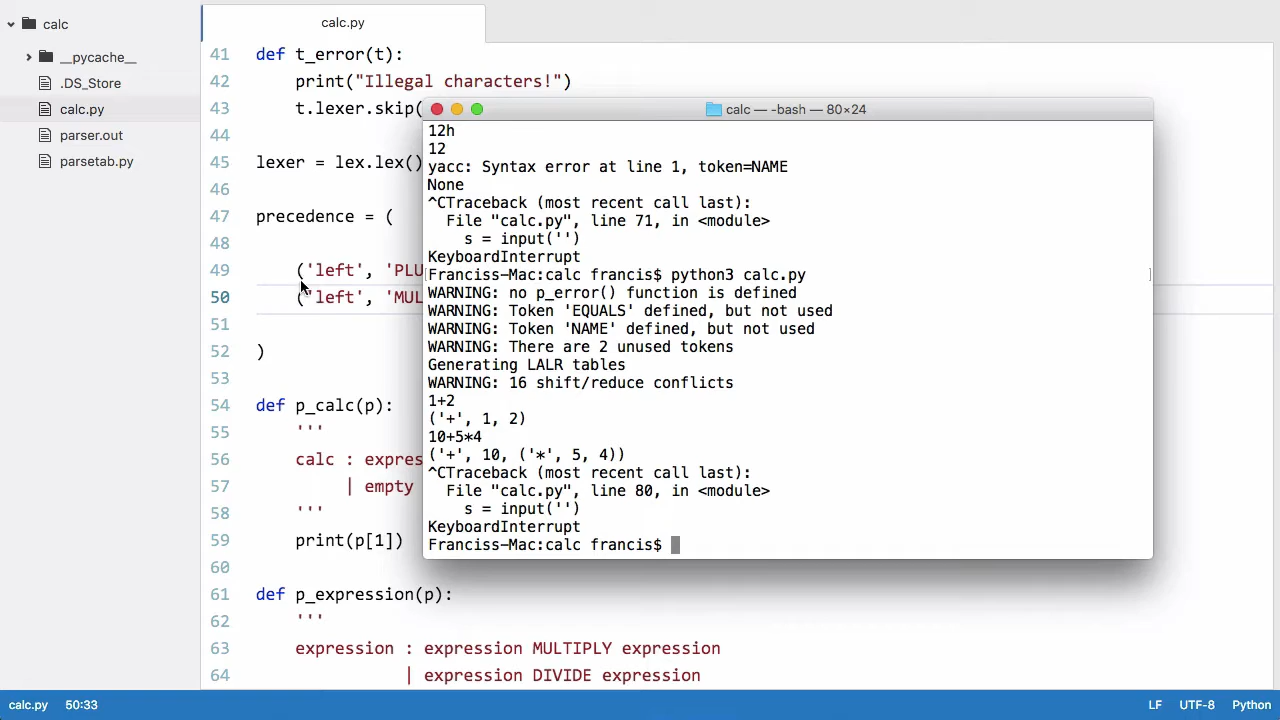 calc
__pycache__
.DS_Store
calc.py
parser.out
parsetab.py
calc.py
41 def t_error(t):
42 print("Illegal characters!")
43 t.lexer.skip(
44
45 lexer = lex.lex()
46
47 precedence = (
48
49 ('left', 'PLU
50 ('left', 'MUL
51
52 )
53
54 def p_calc(p):
55 '''
56 calc : expres
57 | empty
58 '''
59 print(p[1])
60
61 def p_expression(p):
62 '''
63 expression : expression MULTIPLY expression
64 | expression DIVIDE expression
calc — -bash — 80×24
12h
12
yacc: Syntax error at line 1, token=NAME
None
^CTraceback (most recent call last):
File "calc.py", line 71, in <module>
s = input('')
KeyboardInterrupt
Franciss-Mac:calc francis$ python3 calc.py
WARNING: no p_error() function is defined
WARNING: Token 'EQUALS' defined, but not used
WARNING: Token 'NAME' defined, but not used
WARNING: There are 2 unused tokens
Generating LALR tables
WARNING: 16 shift/reduce conflicts
1+2
('+', 1, 2)
10+5*4
('+', 10, ('*', 5, 4))
^CTraceback (most recent call last):
File "calc.py", line 80, in <module>
s = input('')
KeyboardInterrupt
Franciss-Mac:calc francis$
calc.py 50:33 LF UTF-8 Python